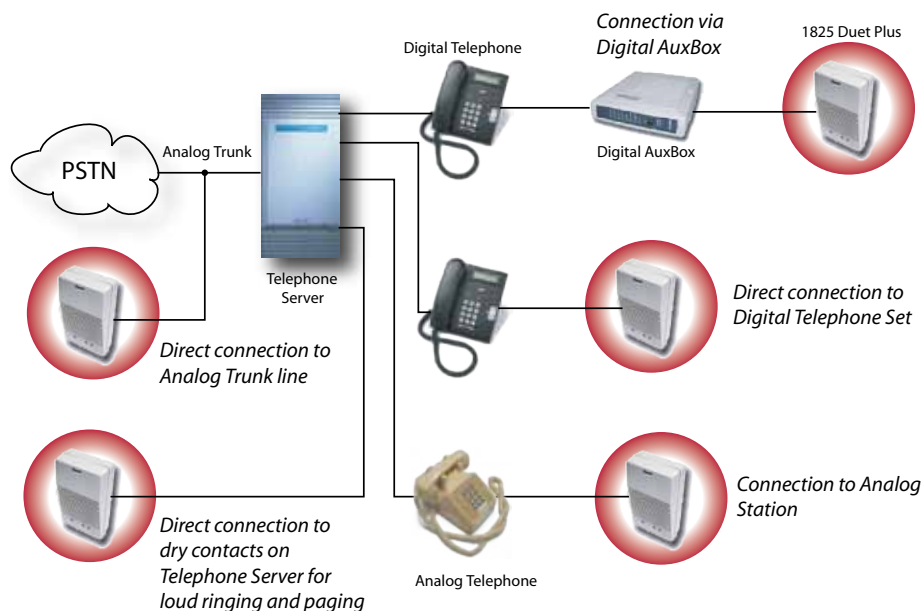 Digital Telephone
Connection via
Digital AuxBox
1825 Duet Plus
PSTN
Analog Trunk
Digital AuxBox
Telephone
Server
Direct connection to
Analog Trunk line
Direct connection to
Digital Telephone Set
Direct connection to
dry contacts on
Telephone Server for
loud ringing and paging
Analog Telephone
Connection to Analog
Station